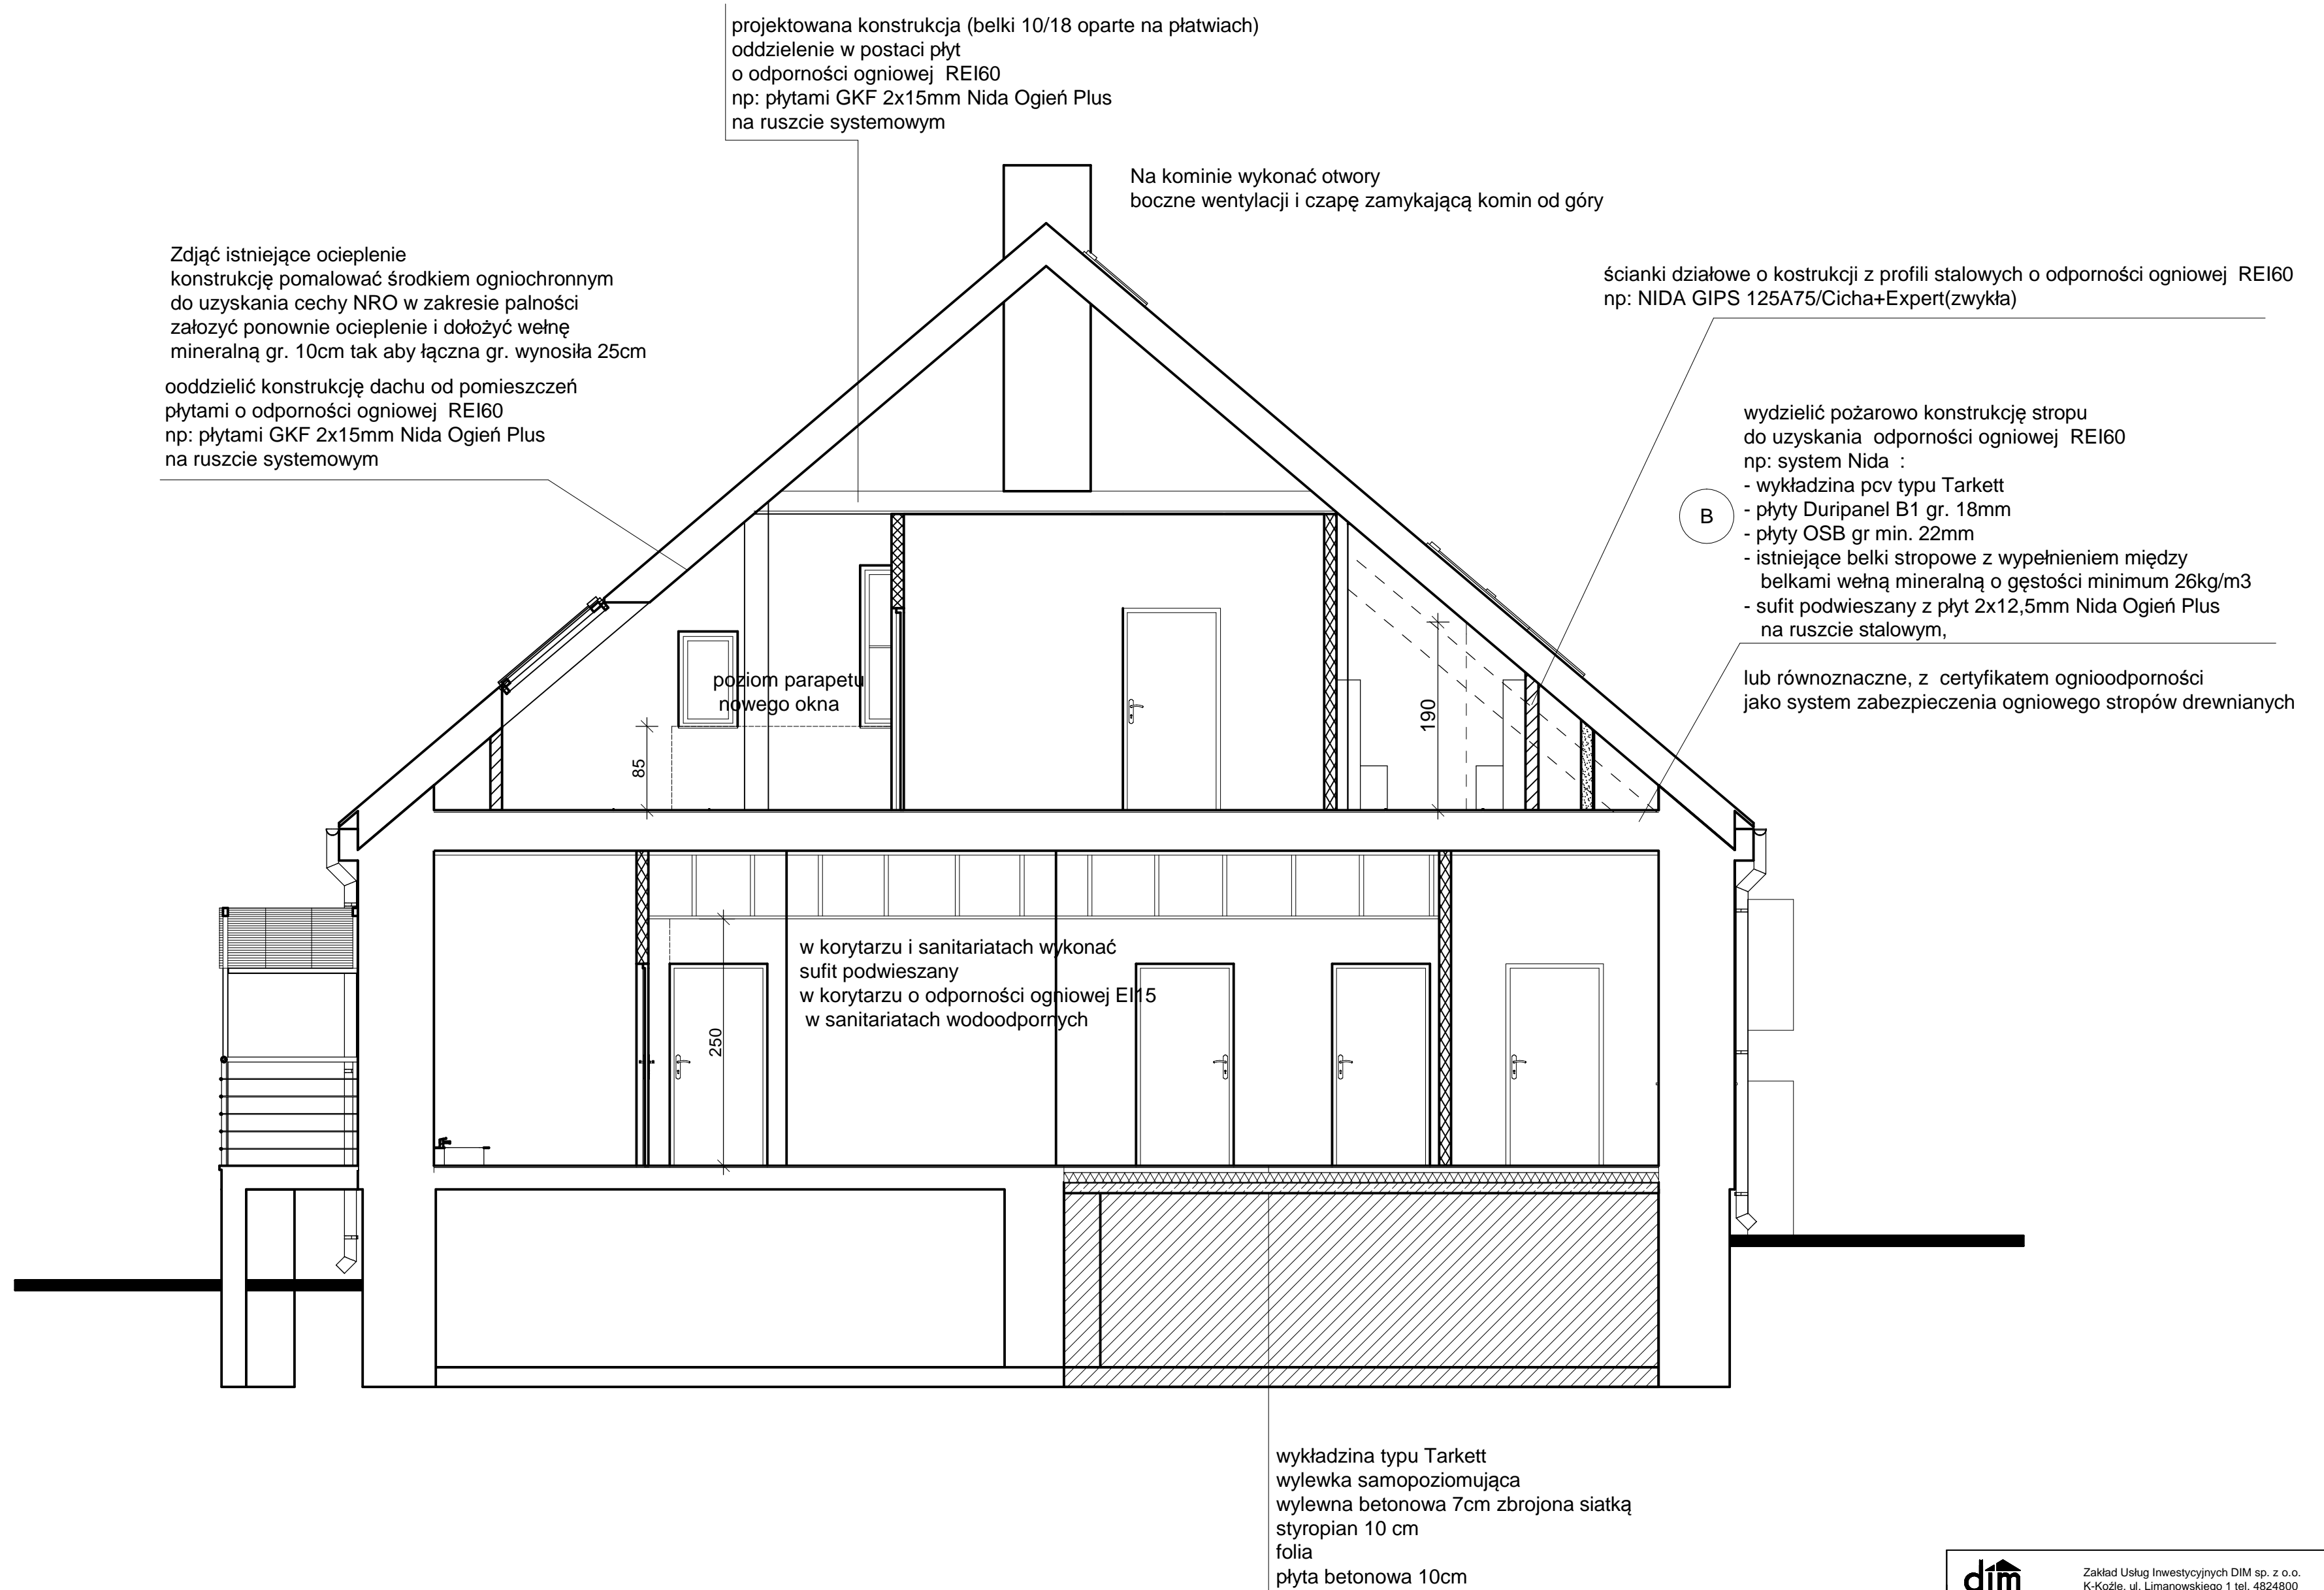 projektowana konstrukcja (belki 10/18 oparte na płatwiach)
oddzielenie w postaci płyt
o odporności ogniowej  REI60
np: płytami GKF 2x15mm Nida Ogień Plus
na ruszcie systemowym
Na kominie wykonać otwory
boczne wentylacji i czapę zamykającą komin od góry
Zdjąć istniejące ocieplenie
konstrukcję pomalować środkiem ogniochronnym
do uzyskania cechy NRO w zakresie palności
załozyć ponownie ocieplenie i dołożyć wełnę
mineralną gr. 10cm tak aby łączna gr. wynosiła 25cm
ooddzielić konstrukcję dachu od pomieszczeń
płytami o odporności ogniowej  REI60
np: płytami GKF 2x15mm Nida Ogień Plus
na ruszcie systemowym
ścianki działowe o kostrukcji z profili stalowych o odporności ogniowej  REI60
np: NIDA GIPS 125A75/Cicha+Expert(zwykła)
wydzielić pożarowo konstrukcję stropu
do uzyskania  odporności ogniowej  REI60
np: system Nida  :
- wykładzina pcv typu Tarkett
- płyty Duripanel B1 gr. 18mm
- płyty OSB gr min. 22mm
- istniejące belki stropowe z wypełnieniem między
belkami wełną mineralną o gęstości minimum 26kg/m3
- sufit podwieszany z płyt 2x12,5mm Nida Ogień Plus
na ruszcie stalowym,
B
lub równoznaczne, z  certyfikatem ognioodporności
jako system zabezpieczenia ogniowego stropów drewnianych
poziom parapetu
nowego okna
85
190
w korytarzu i sanitariatach wykonać
sufit podwieszany
w korytarzu o odporności ogniowej EI15
w sanitariatach wodoodpornych
250
wykładzina typu Tarkett
wylewka samopoziomująca
wylewna betonowa 7cm zbrojona siatką
styropian 10 cm
folia
płyta betonowa 10cm
dim
Zakład Usług Inwestycyjnych DIM sp. z o.o.
K-Koźle, ul. Limanowskiego 1 tel. 4824800